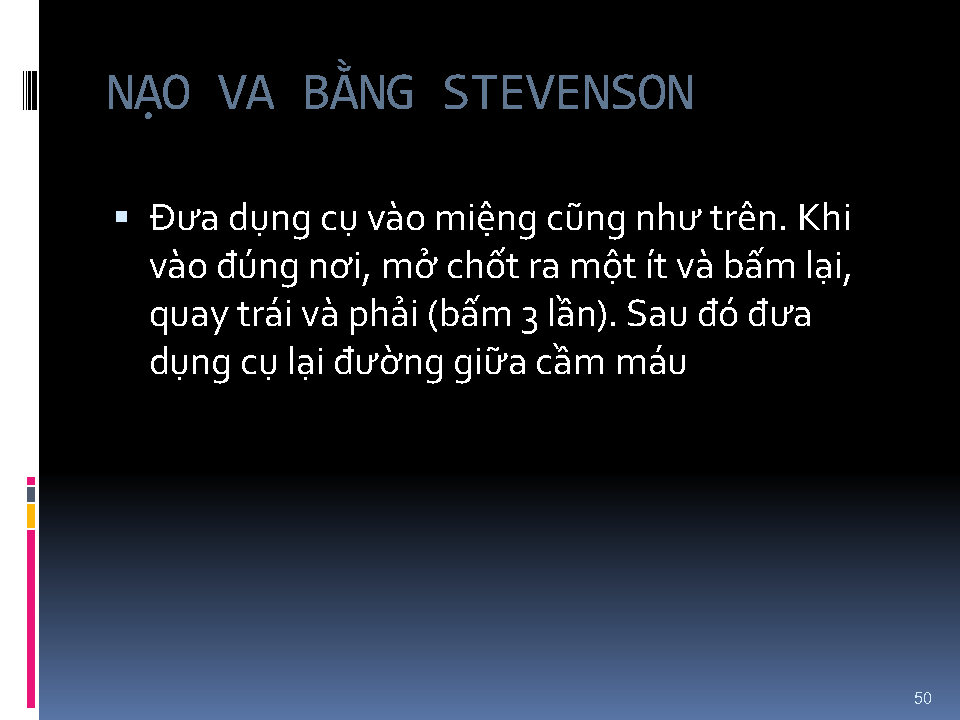 NẠO VA BẰNG STEVENSON
▪ Đưa dụng cụ vào miệng cũng như trên. Khi
vào đúng nơi, mở chốt ra một ít và bấm lại,
quay trái và phải (bấm 3 lần). Sau đó đưa
dụng cụ lại đường giữa cầm máu
50